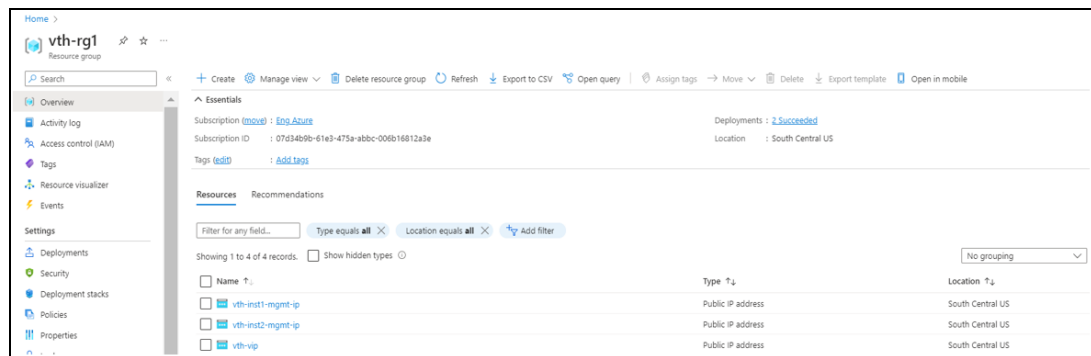 Home >
vth-rg1
Resource group
Search
Create Manage view Delete resource group Refresh Export to CSV Open query Assign tags Move Delete Export template Open in mobile
Overview
Activity log
Access control (IAM)
Tags
Resource visualizer
Events
Settings
Deployments
Security
Deployment stacks
Policies
Properties
Essentials
Subscription (move) : Eng Azure
Deployments : 2 Succeeded
Subscription ID : 07d34b9b-61e3-475a-abbc-006b16812a3e
Location : South Central US
Tags (edit) : Add tags
Resources Recommendations
Filter for any field... Type equals all Location equals all Add filter
Showing 1 to 4 of 4 records. Show hidden types No grouping
Name Type Location
vth-inst1-mgmt-ip Public IP address South Central US
vth-inst2-mgmt-ip Public IP address South Central US
vth-vip Public IP address South Central US